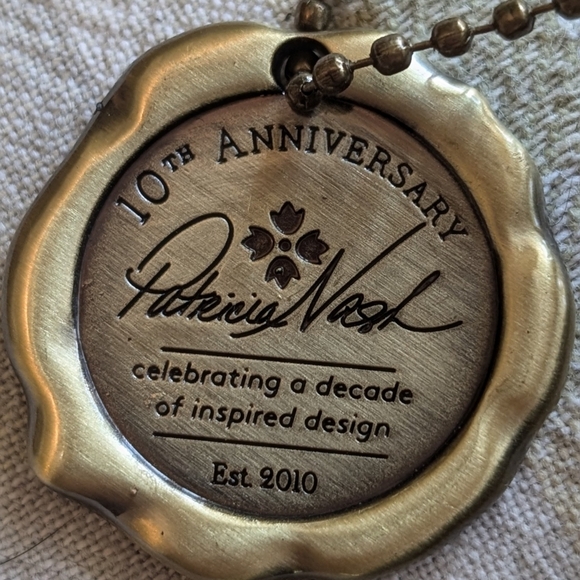 10TH ANNIVERSARY
Patricia Nash
celebrating a decade
of inspired design
Est. 2010